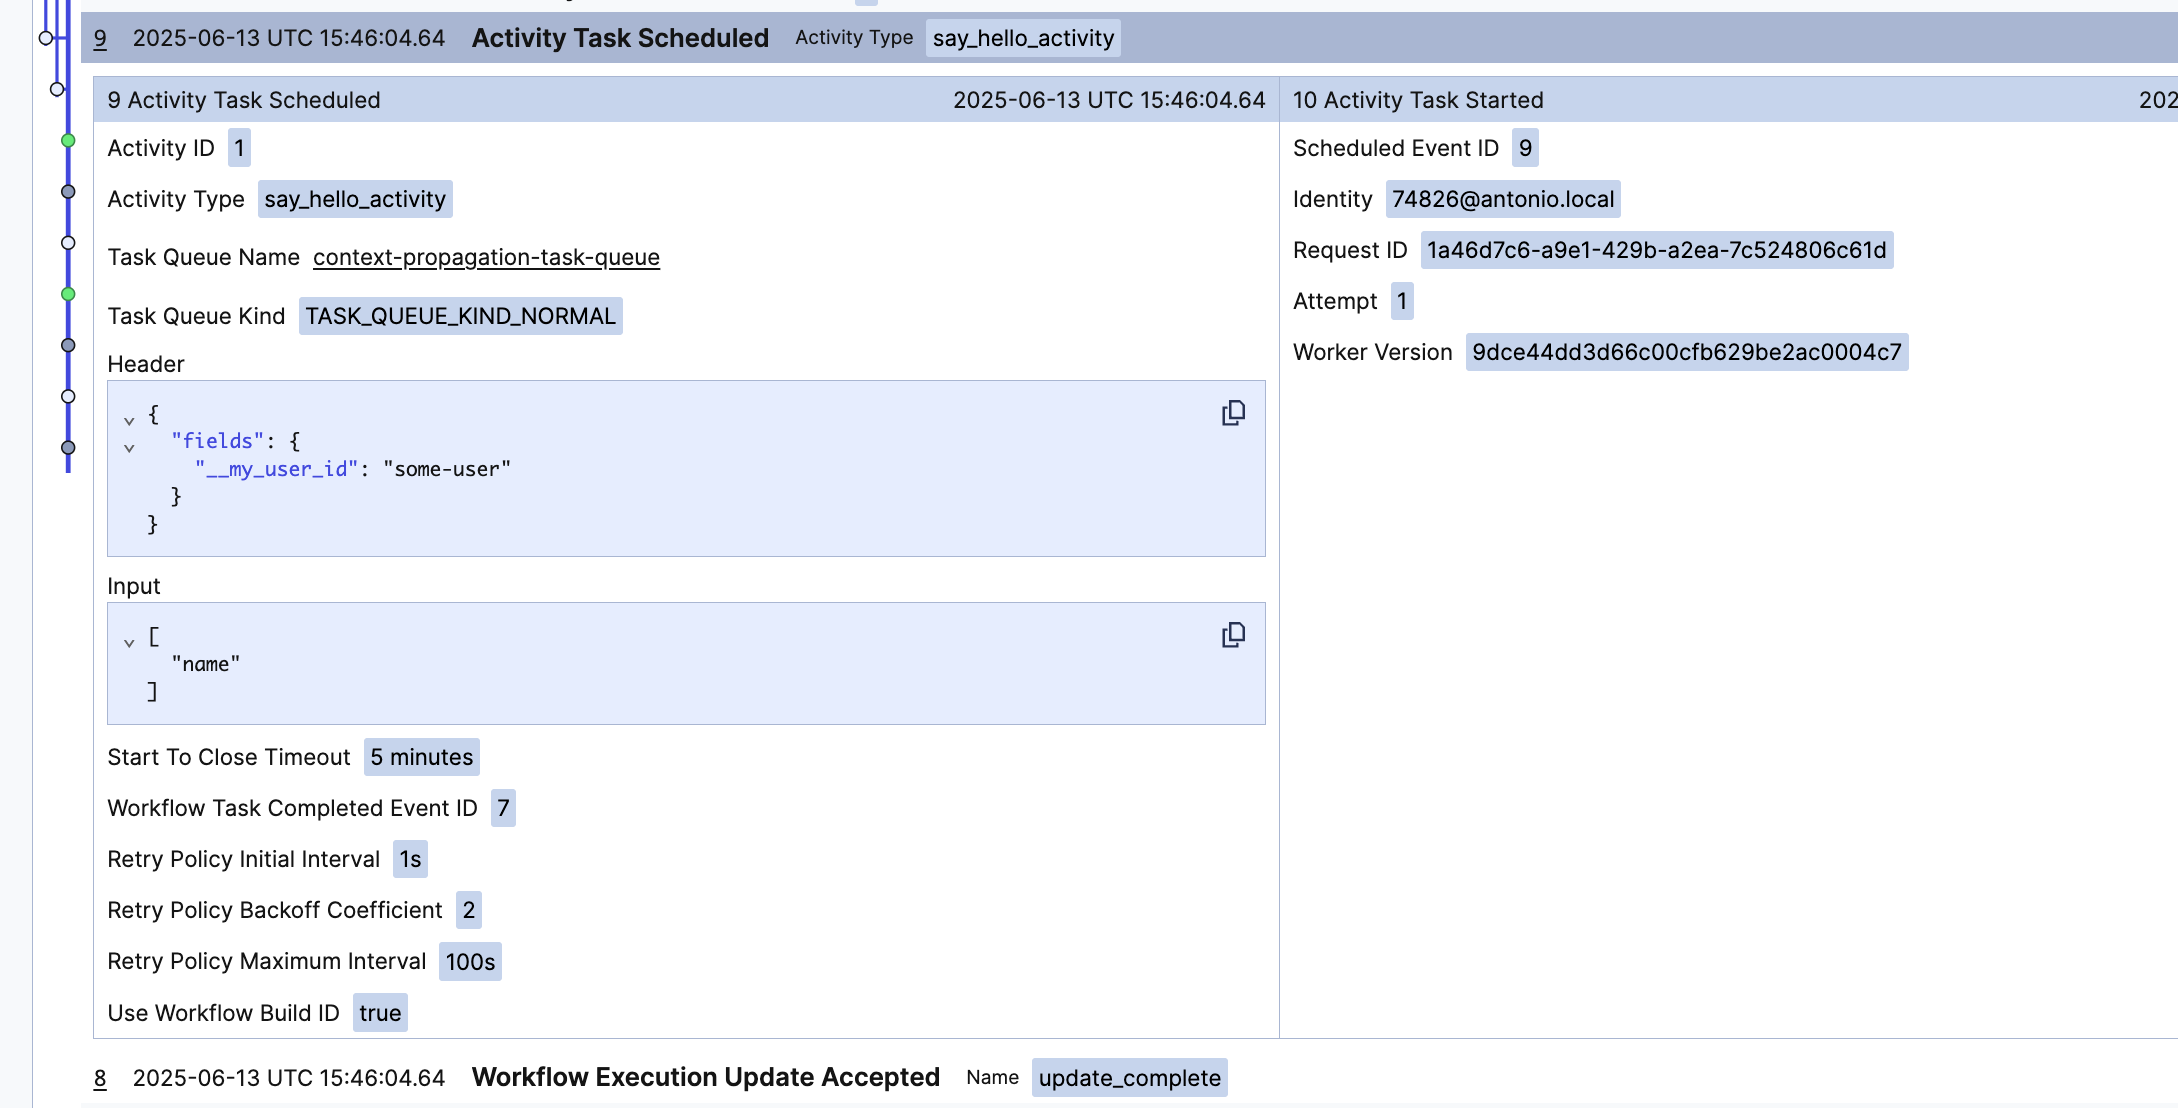 9 2025-06-13 UTC 15:46:04.64 Activity Task Scheduled Activity Type say_hello_activity
9 Activity Task Scheduled 2025-06-13 UTC 15:46:04.64
Activity ID 1
Activity Type say_hello_activity
Task Queue Name context-propagation-task-queue
Task Queue Kind TASK_QUEUE_KIND_NORMAL
Header
{
"fields": {
"__my_user_id": "some-user"
}
}
Input
[
"name"
]
Start To Close Timeout 5 minutes
Workflow Task Completed Event ID 7
Retry Policy Initial Interval 1s
Retry Policy Backoff Coefficient 2
Retry Policy Maximum Interval 100s
Use Workflow Build ID true
10 Activity Task Started 202
Scheduled Event ID 9
Identity 74826@antonio.local
Request ID 1a46d7c6-a9e1-429b-a2ea-7c524806c61d
Attempt 1
Worker Version 9dce44dd3d66c00cfb629be2ac0004c7
8 2025-06-13 UTC 15:46:04.64 Workflow Execution Update Accepted Name update_complete